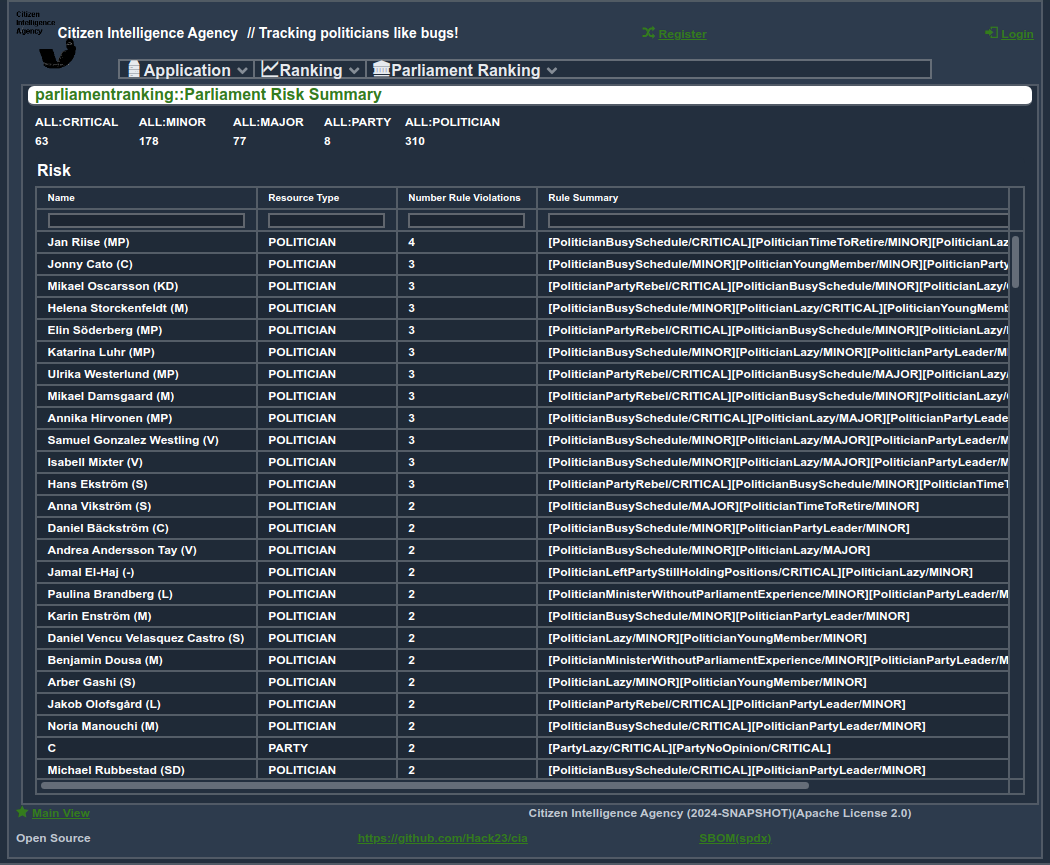 Citizen
Intelligence
Agency
Citizen Intelligence Agency // Tracking politicians like bugs!
Register
Login
Application Ranking Parliament Ranking
parliamentranking::Parliament Risk Summary
ALL:CRITICAL ALL:MINOR ALL:MAJOR ALL:PARTY ALL:POLITICIAN
63 178 77 8 310
Risk
Name Resource Type Number Rule Violations Rule Summary
Jan Riise (MP) POLITICIAN 4 [PoliticianBusySchedule/CRITICAL][PoliticianTimeToRetire/MINOR][PoliticianLaz
Jonny Cato (C) POLITICIAN 3 [PoliticianBusySchedule/MINOR][PoliticianYoungMember/MINOR][PoliticianParty
Mikael Oscarsson (KD) POLITICIAN 3 [PoliticianPartyRebel/CRITICAL][PoliticianBusySchedule/MINOR][PoliticianLazy/
Helena Storckenfeldt (M) POLITICIAN 3 [PoliticianBusySchedule/MINOR][PoliticianLazy/CRITICAL][PoliticianYoungMemb
Elin Söderberg (MP) POLITICIAN 3 [PoliticianPartyRebel/CRITICAL][PoliticianBusySchedule/MINOR][PoliticianLazy/
Katarina Luhr (MP) POLITICIAN 3 [PoliticianBusySchedule/MINOR][PoliticianLazy/MINOR][PoliticianPartyLeader/M
Ulrika Westerlund (MP) POLITICIAN 3 [PoliticianPartyRebel/CRITICAL][PoliticianBusySchedule/MAJOR][PoliticianLazy/
Mikael Damsgaard (M) POLITICIAN 3 [PoliticianPartyRebel/CRITICAL][PoliticianBusySchedule/MINOR][PoliticianLazy/
Annika Hirvonen (MP) POLITICIAN 3 [PoliticianBusySchedule/CRITICAL][PoliticianLazy/MAJOR][PoliticianPartyLeade
Samuel Gonzalez Westling (V) POLITICIAN 3 [PoliticianBusySchedule/MINOR][PoliticianLazy/MAJOR][PoliticianPartyLeader/M
Isabell Mixter (V) POLITICIAN 3 [PoliticianBusySchedule/MINOR][PoliticianLazy/MAJOR][PoliticianPartyLeader/M
Hans Ekström (S) POLITICIAN 3 [PoliticianPartyRebel/CRITICAL][PoliticianBusySchedule/MINOR][PoliticianTimeT
Anna Vikström (S) POLITICIAN 2 [PoliticianBusySchedule/MAJOR][PoliticianTimeToRetire/MINOR]
Daniel Bäckström (C) POLITICIAN 2 [PoliticianBusySchedule/MINOR][PoliticianPartyLeader/MINOR]
Andrea Andersson Tay (V) POLITICIAN 2 [PoliticianBusySchedule/MINOR][PoliticianLazy/MAJOR]
Jamal El-Haj (-) POLITICIAN 2 [PoliticianLeftPartyStillHoldingPositions/CRITICAL][PoliticianLazy/MINOR]
Paulina Brandberg (L) POLITICIAN 2 [PoliticianMinisterWithoutParliamentExperience/MINOR][PoliticianPartyLeader/M
Karin Enström (M) POLITICIAN 2 [PoliticianBusySchedule/MINOR][PoliticianPartyLeader/MINOR]
Daniel Vencu Velasquez Castro (S) POLITICIAN 2 [PoliticianLazy/MINOR][PoliticianYoungMember/MINOR]
Benjamin Dousa (M) POLITICIAN 2 [PoliticianMinisterWithoutParliamentExperience/MINOR][PoliticianPartyLeader/M
Arber Gashi (S) POLITICIAN 2 [PoliticianLazy/MINOR][PoliticianYoungMember/MINOR]
Jakob Olofsgård (L) POLITICIAN 2 [PoliticianPartyRebel/CRITICAL][PoliticianPartyLeader/MINOR]
Noria Manouchi (M) POLITICIAN 2 [PoliticianBusySchedule/CRITICAL][PoliticianPartyLeader/MINOR]
C PARTY 2 [PartyLazy/CRITICAL][PartyNoOpinion/CRITICAL]
Michael Rubbestad (SD) POLITICIAN 2 [PoliticianBusySchedule/CRITICAL][PoliticianPartyLeader/MINOR]
Main View Citizen Intelligence Agency (2024-SNAPSHOT)(Apache License 2.0)
Open Source https://github.com/Hack23/cia SBOM(spdx)